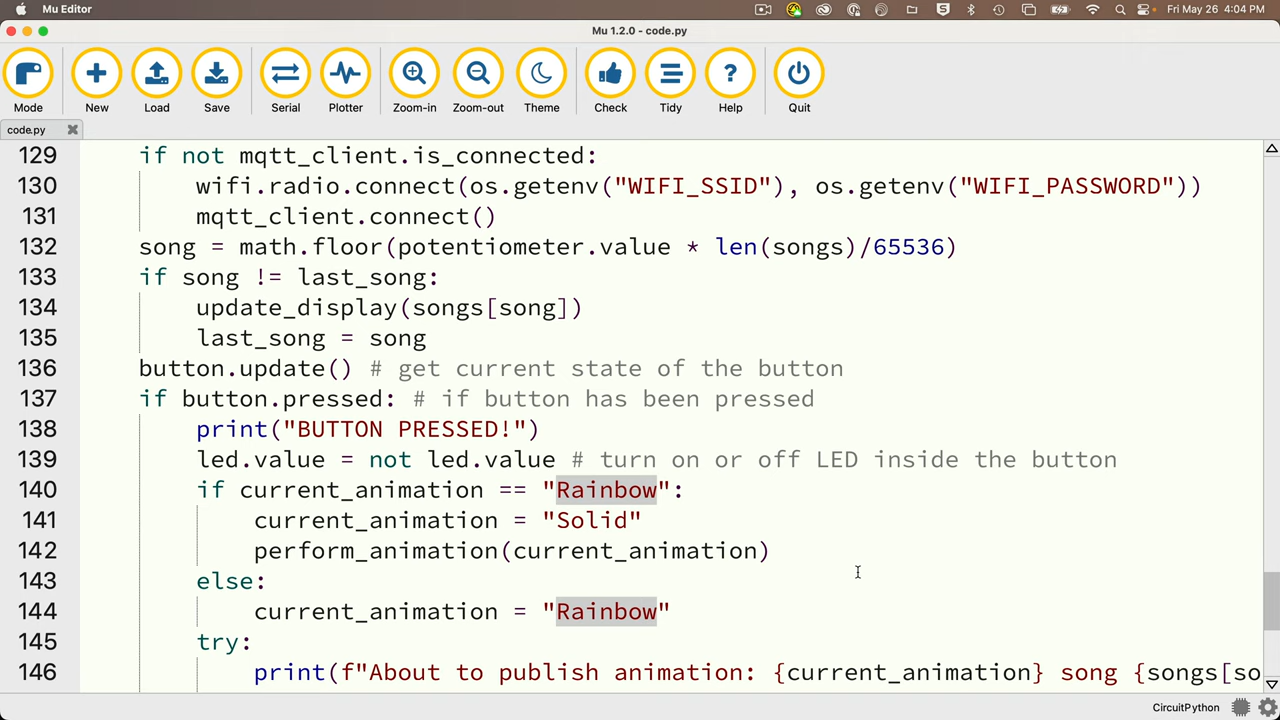 Mu Editor
Fri May 26 4:04 PM
Mu 1.2.0 - code.py
Mode New Load Save Serial Plotter Zoom-in Zoom-out Theme Check Tidy Help Quit
code.py
129 if not mqtt_client.is_connected:
130 wifi.radio.connect(os.getenv("WIFI_SSID"), os.getenv("WIFI_PASSWORD"))
131 mqtt_client.connect()
132 song = math.floor(potentiometer.value * len(songs)/65536)
133 if song != last_song:
134 update_display(songs[song])
135 last_song = song
136 button.update() # get current state of the button
137 if button.pressed: # if button has been pressed
138 print("BUTTON PRESSED!")
139 led.value = not led.value # turn on or off LED inside the button
140 if current_animation == "Rainbow":
141 current_animation = "Solid"
142 perform_animation(current_animation)
143 else:
144 current_animation = "Rainbow"
145 try:
146 print(f"About to publish animation: {current_animation} song {songs[so
CircuitPython